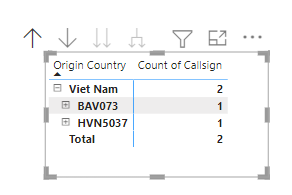 Origin Country Count of Callsign
Viet Nam 2
BAV073 1
HVN5037 1
Total 2